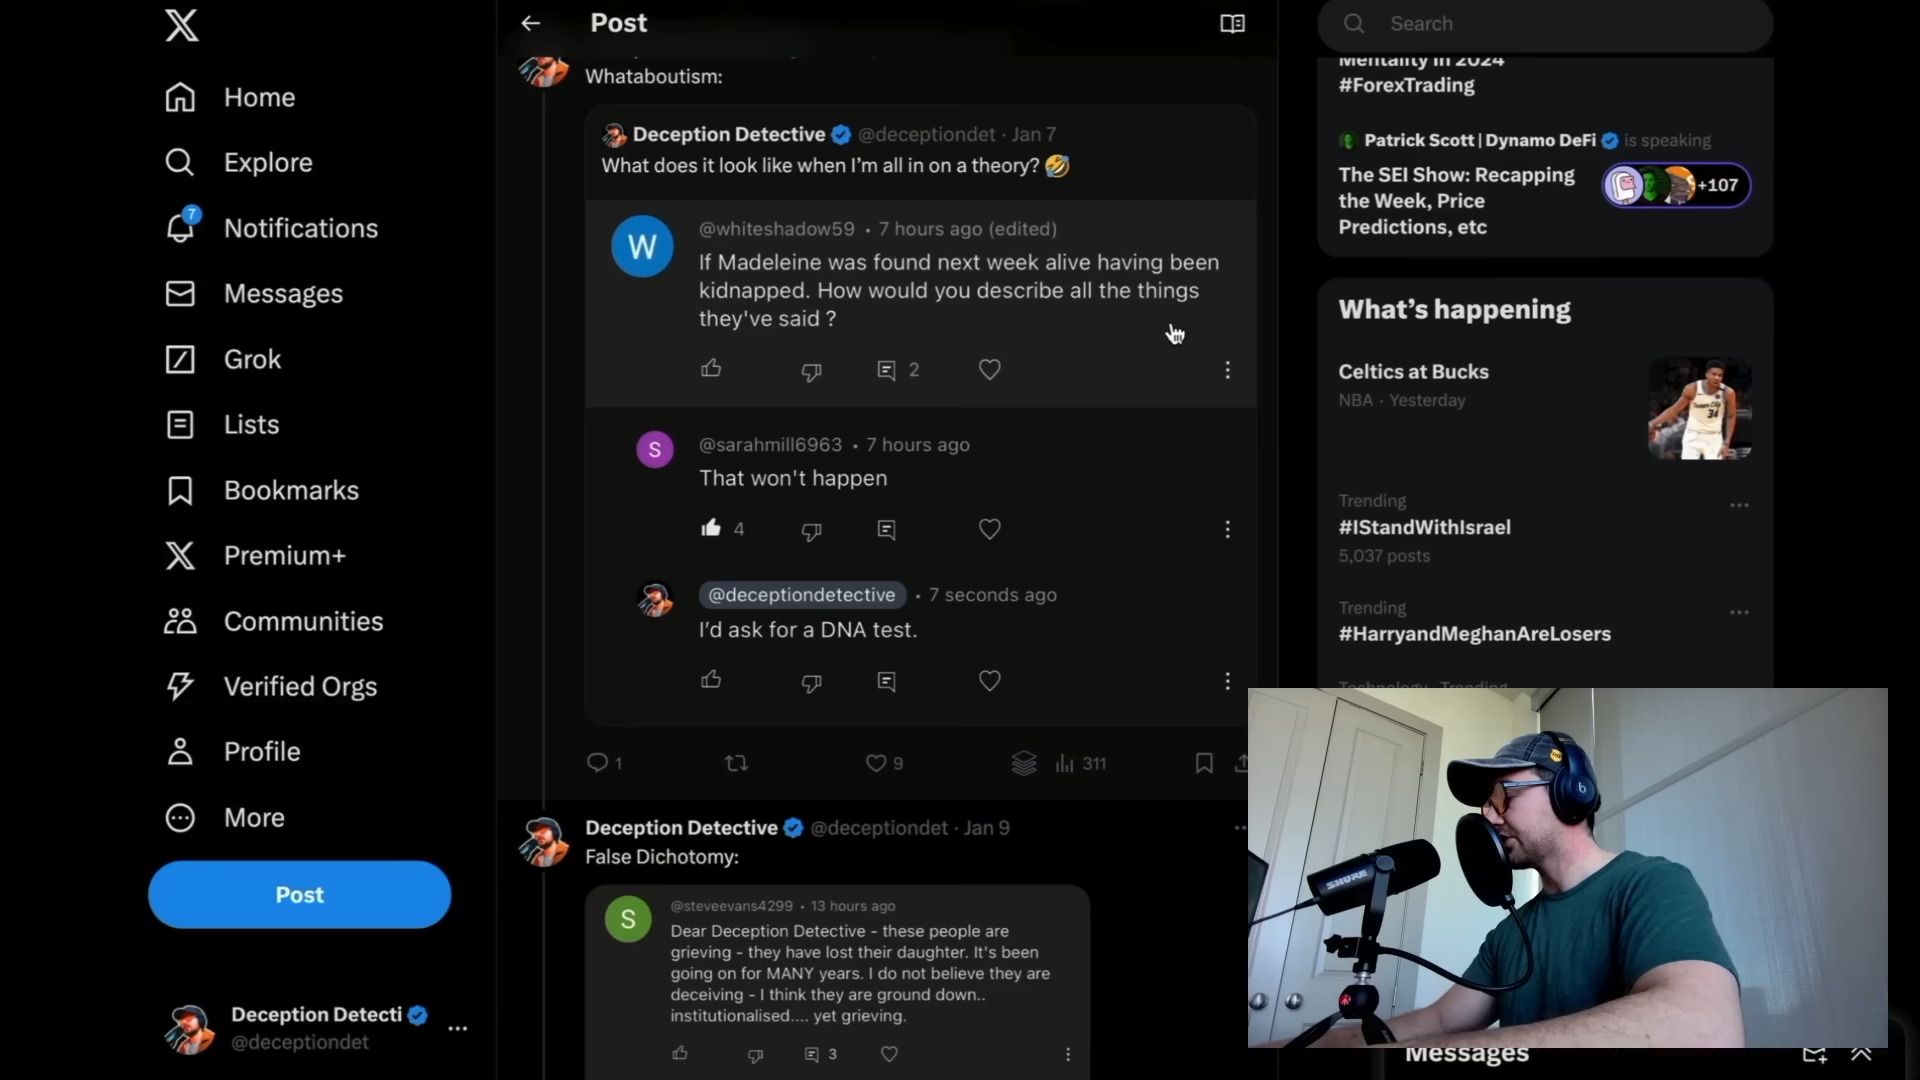 Home
Explore
7
Notifications
Messages
Grok
Lists
Bookmarks
Premium+
Communities
Verified Orgs
Profile
More
Post
Deception Detecti
@deceptiondet
Post
Whataboutism:
Deception Detective @deceptiondet · Jan 7
What does it look like when I'm all in on a theory? 🤣
W
@whiteshadow59 • 7 hours ago (edited)
If Madeleine was found next week alive having been
kidnapped. How would you describe all the things
they've said ?
2
S
@sarahmill6963 • 7 hours ago
That won't happen
4
@deceptiondetective • 7 seconds ago
I'd ask for a DNA test.
1
9
311
Deception Detective @deceptiondet · Jan 9
False Dichotomy:
S
@steveevans4299 • 13 hours ago
Dear Deception Detective - these people are
grieving - they have lost their daughter. It's been
going on for MANY years. I do not believe they are
deceiving - I think they are ground down..
institutionalised.... yet grieving.
3
Search
Mentality in 2024
#ForexTrading
Patrick Scott | Dynamo DeFi is speaking
The SEI Show: Recapping
the Week, Price
Predictions, etc
+107
What's happening
Celtics at Bucks
NBA · Yesterday
34
Trending
#IStandWithIsrael
5,037 posts
Trending
#HarryandMeghanAreLosers
Technology · Trending
SHURE
Messages